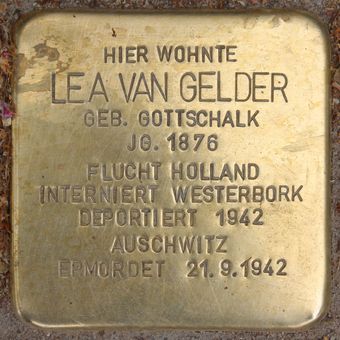 HIER WOHNTE
LEA VAN GELDER
GEB. GOTTSCHALK
JG. 1876
FLUCHT HOLLAND
INTERNIERT WESTERBORK
DEPORTIERT 1942
AUSCHWITZ
ERMORDET 21.9.1942